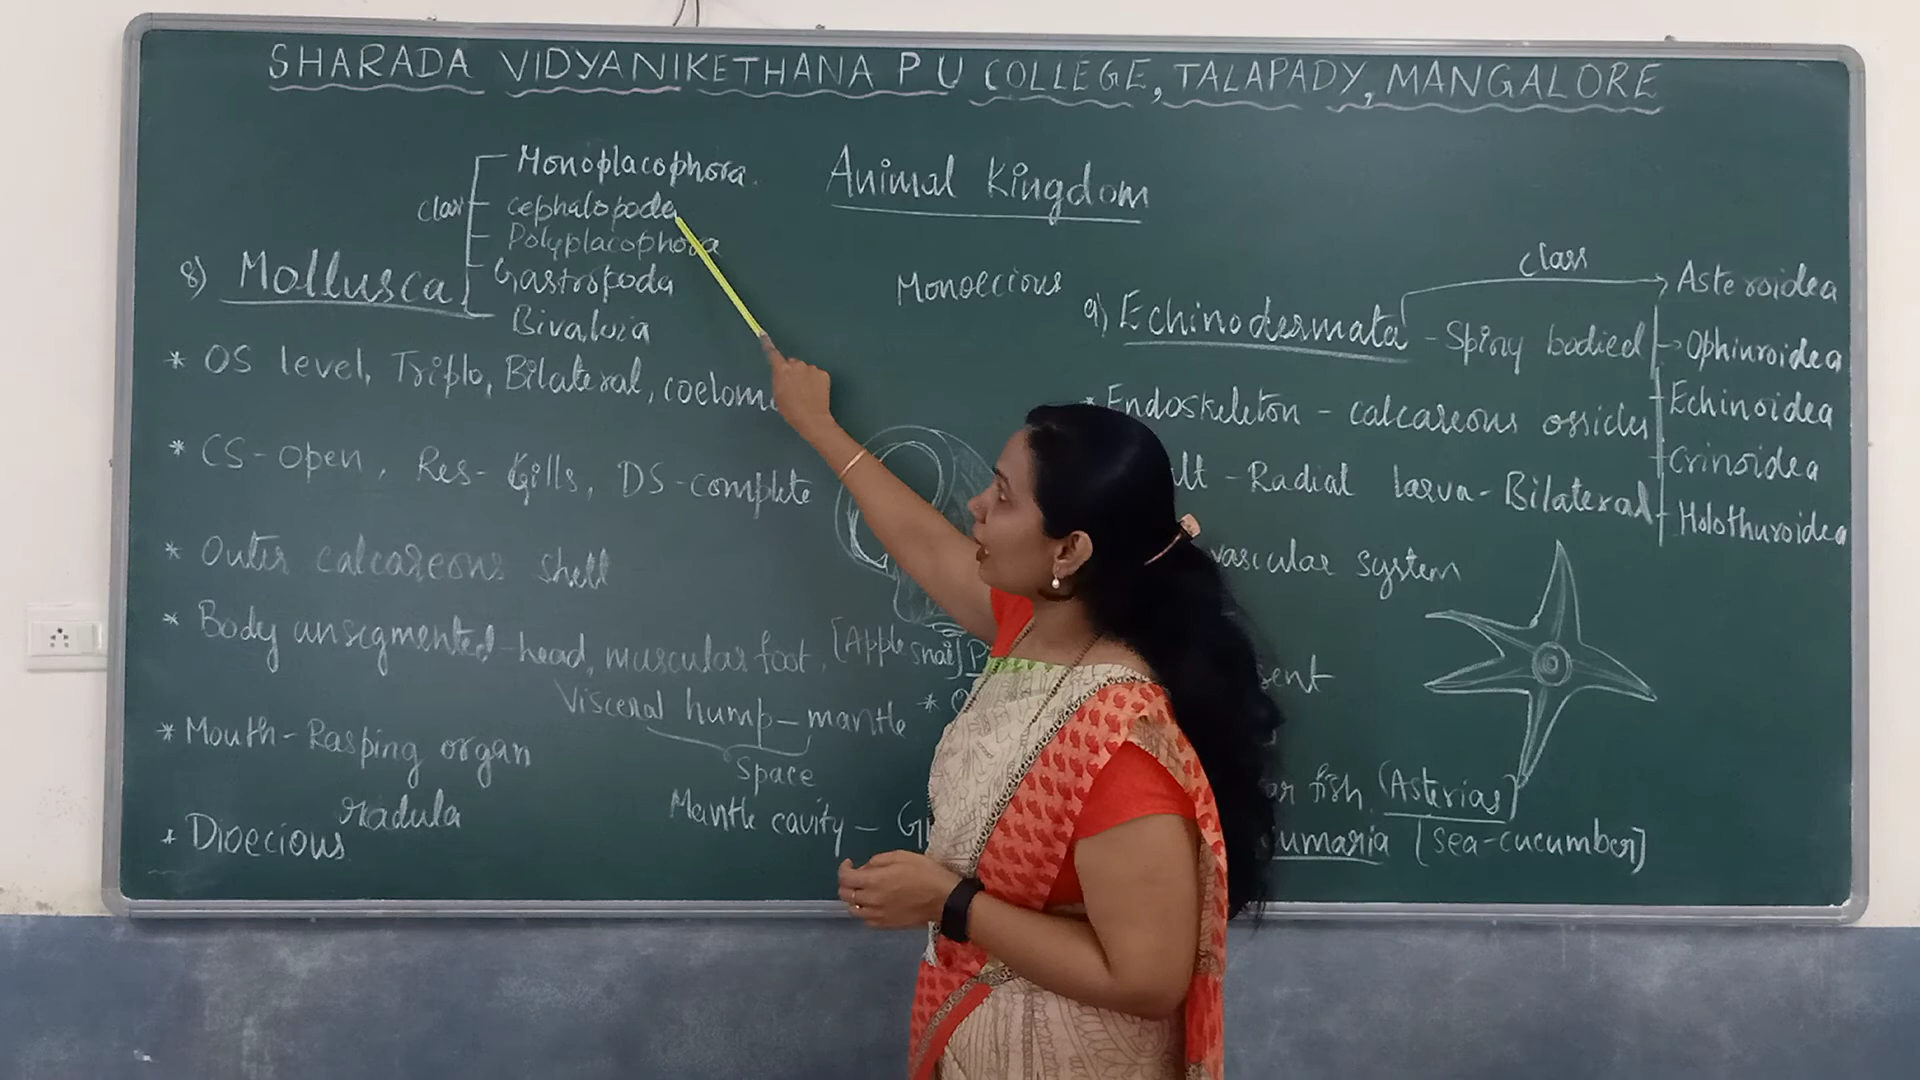 SHARADA VIDYANIKETHANA P U COLLEGE, TALAPADY, MANGALORE
Animal Kingdom
class
Monoplacophora
Cephalopoda
Polyplacophora
Gastropoda
Bivalvia
8) Mollusca
* OS level, Triplo, Bilateral,
* CS-open, Res-Gills, DS-complete
* Outer calcareous shell
* Body unsegmented-head, muscular foot, [Apple snail]
Visceral hump-mantle
space
* Mouth-Rasping organ
radula
Mantle cavity -
* Dioecious
Monoecious
class
Asteroidea
Ophiuroidea
Echinoidea
Crinoidea
Holothuroidea
9) Echinodermata - Spiny bodied
* Endoskeleton - calcareous ossicles
- Radial larva - Bilateral
vascular system
fish (Asterias)
[sea-cucumber]